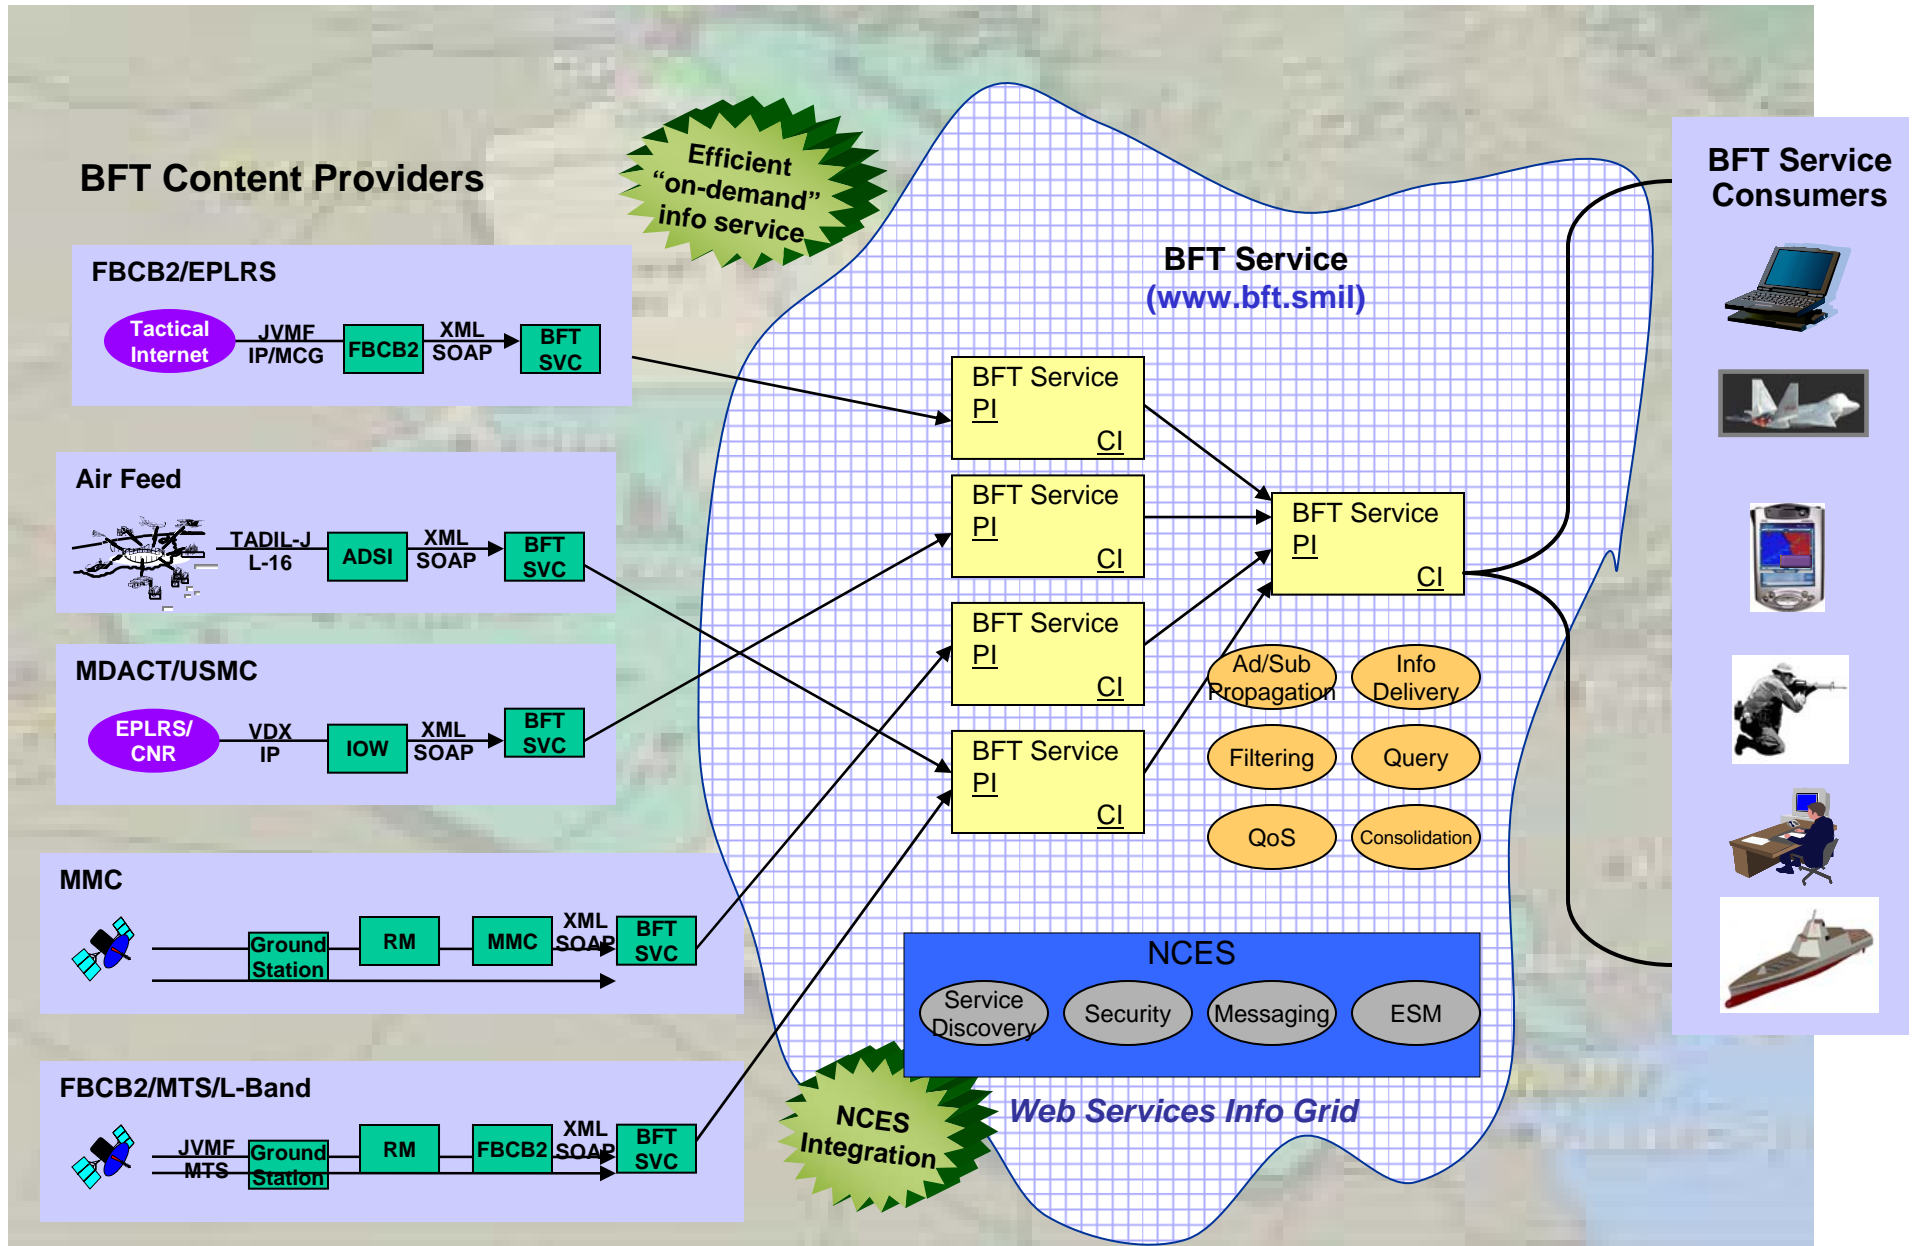 BFT Content Providers
Efficient
“on-demand”
info service
FBCB2/EPLRS
Tactical
Internet
JVMF
IP/MCG
FBCB2
XML
SOAP
BFT
SVC
Air Feed
TADIL-J
L-16
ADSI
XML
SOAP
BFT
SVC
MDACT/USMC
EPLRS/
CNR
VDX
IP
IOW
XML
SOAP
BFT
SVC
MMC
Ground
Station
RM
MMC
XML
SOAP
BFT
SVC
FBCB2/MTS/L-Band
JVMF
MTS
Ground
Station
RM
FBCB2
XML
SOAP
BFT
SVC
BFT Service
(www.bft.smil)
BFT Service
PI
CI
BFT Service
PI
CI
BFT Service
PI
CI
BFT Service
PI
CI
BFT Service
PI
CI
Ad/Sub
Propagation
Info
Delivery
Filtering
Query
QoS
Consolidation
NCES
Service
Discovery
Security
Messaging
ESM
NCES
Integration
Web Services Info Grid
BFT Service
Consumers